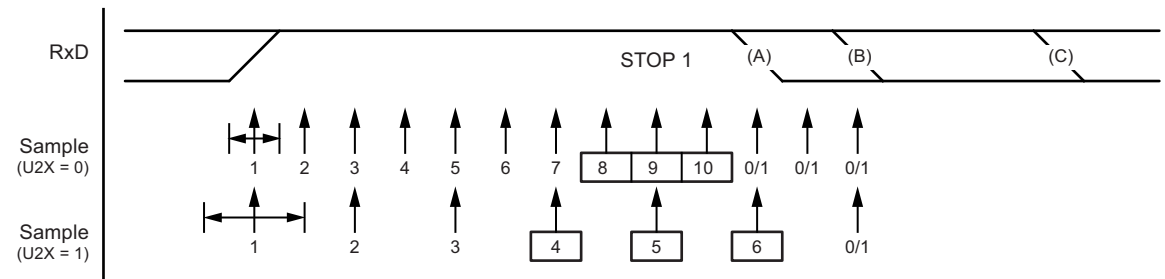 RxD STOP 1 (A) (B) (C)
Sample
(U2X = 0)
1 2 3 4 5 6 7 8 9 10 0/1 0/1 0/1
Sample
(U2X = 1)
1 2 3 4 5 6 0/1